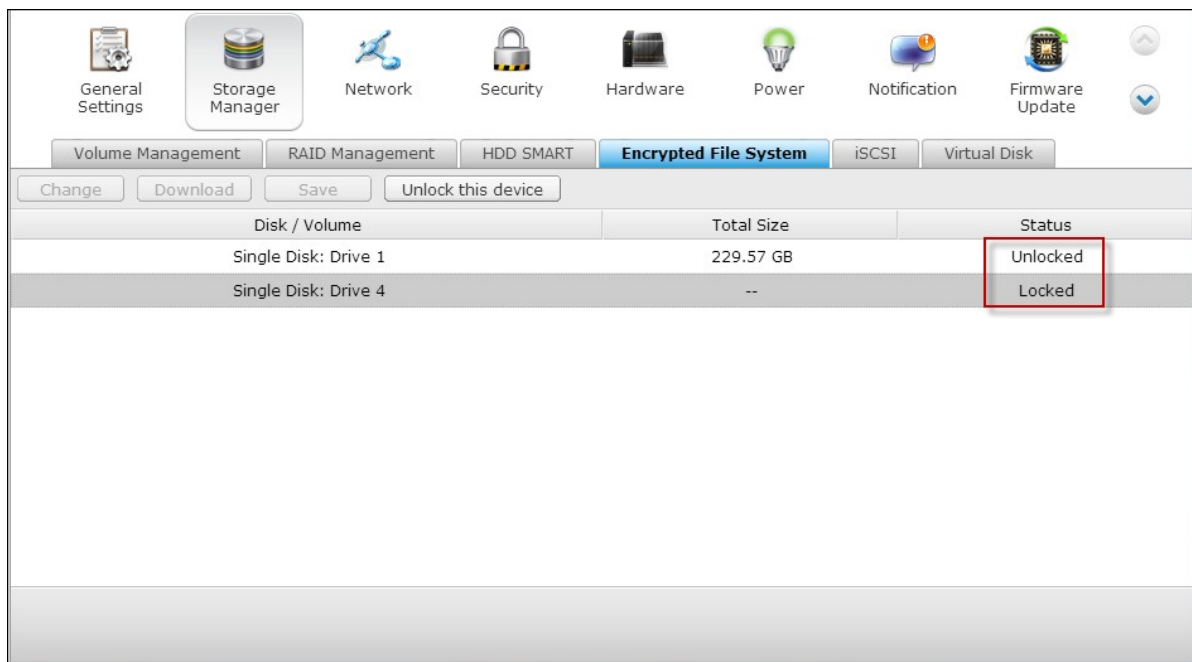 General Settings
Storage Manager
Network
Security
Hardware
Power
Notification
Firmware Update
Volume Management RAID Management HDD SMART Encrypted File System iSCSI Virtual Disk
Change Download Save Unlock this device
Disk / Volume Total Size Status
Single Disk: Drive 1 229.57 GB Unlocked
Single Disk: Drive 4 -- Locked